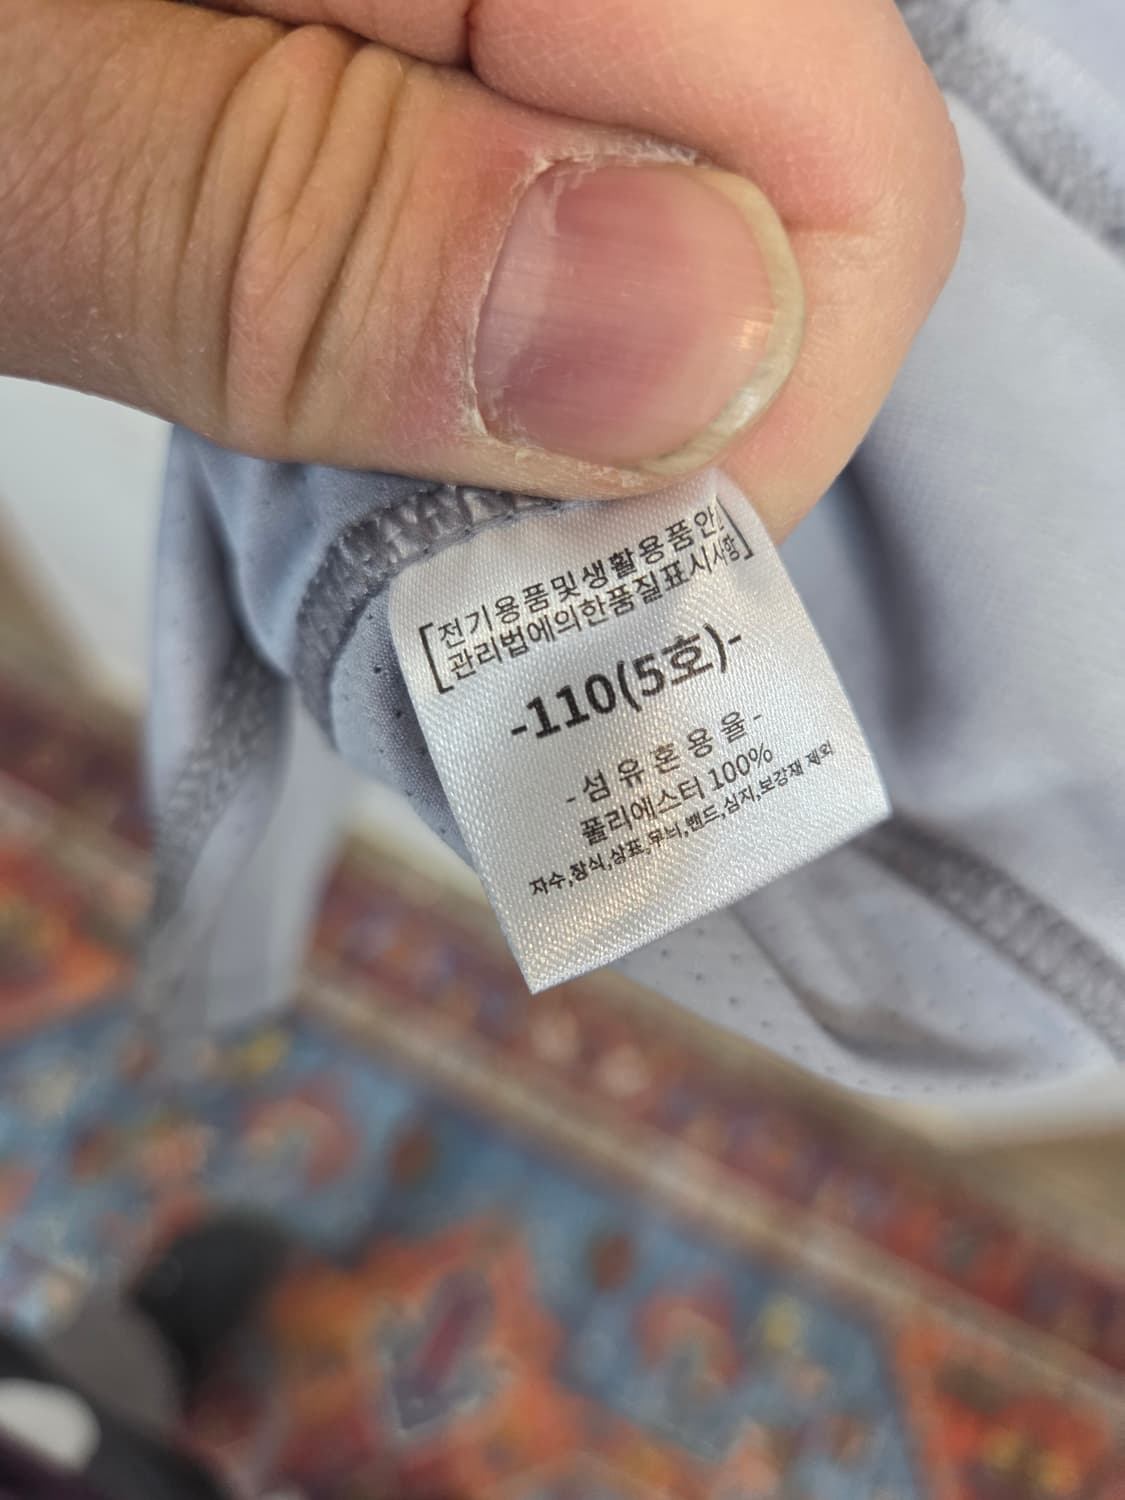 [전기용품및생활용품안
관리법에의한품질표시사항]
-110(5호)-
-섬유혼용율-
폴리에스터 100%
자수,장식,상표,무늬,밴드,심지,보강재 제외